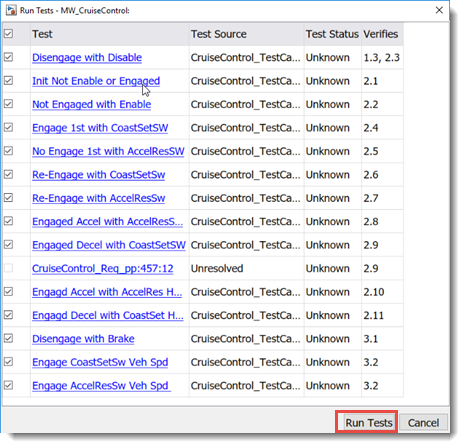 Run Tests - MW_CruiseControl:
Test Test Source Test Status Verifies
Disengage with Disable CruiseControl_TestCa... Unknown 1.3, 2.3
Init Not Enable or Engaged CruiseControl_TestCa... Unknown 2.1
Not Engaged with Enable CruiseControl_TestCa... Unknown 2.2
Engage 1st with CoastSetSW CruiseControl_TestCa... Unknown 2.4
No Engage 1st with AccelResSW CruiseControl_TestCa... Unknown 2.5
Re-Engage with CoastSetSw CruiseControl_TestCa... Unknown 2.6
Re-Engage with AccelResSw CruiseControl_TestCa... Unknown 2.7
Engaged Accel with AccelResS... CruiseControl_TestCa... Unknown 2.8
Engaged Decel with CoastSetSW CruiseControl_TestCa... Unknown 2.9
CruiseControl_Req_pp:457:12 Unresolved Unknown 2.9
Engagd Accel with AccelRes H... CruiseControl_TestCa... Unknown 2.10
Engagd Decel with CoastSet H... CruiseControl_TestCa... Unknown 2.11
Disengage with Brake CruiseControl_TestCa... Unknown 3.1
Engage CoastSetSw Veh Spd CruiseControl_TestCa... Unknown 3.2
Engage AccelResSw Veh Spd CruiseControl_TestCa... Unknown 3.2
Run Tests Cancel